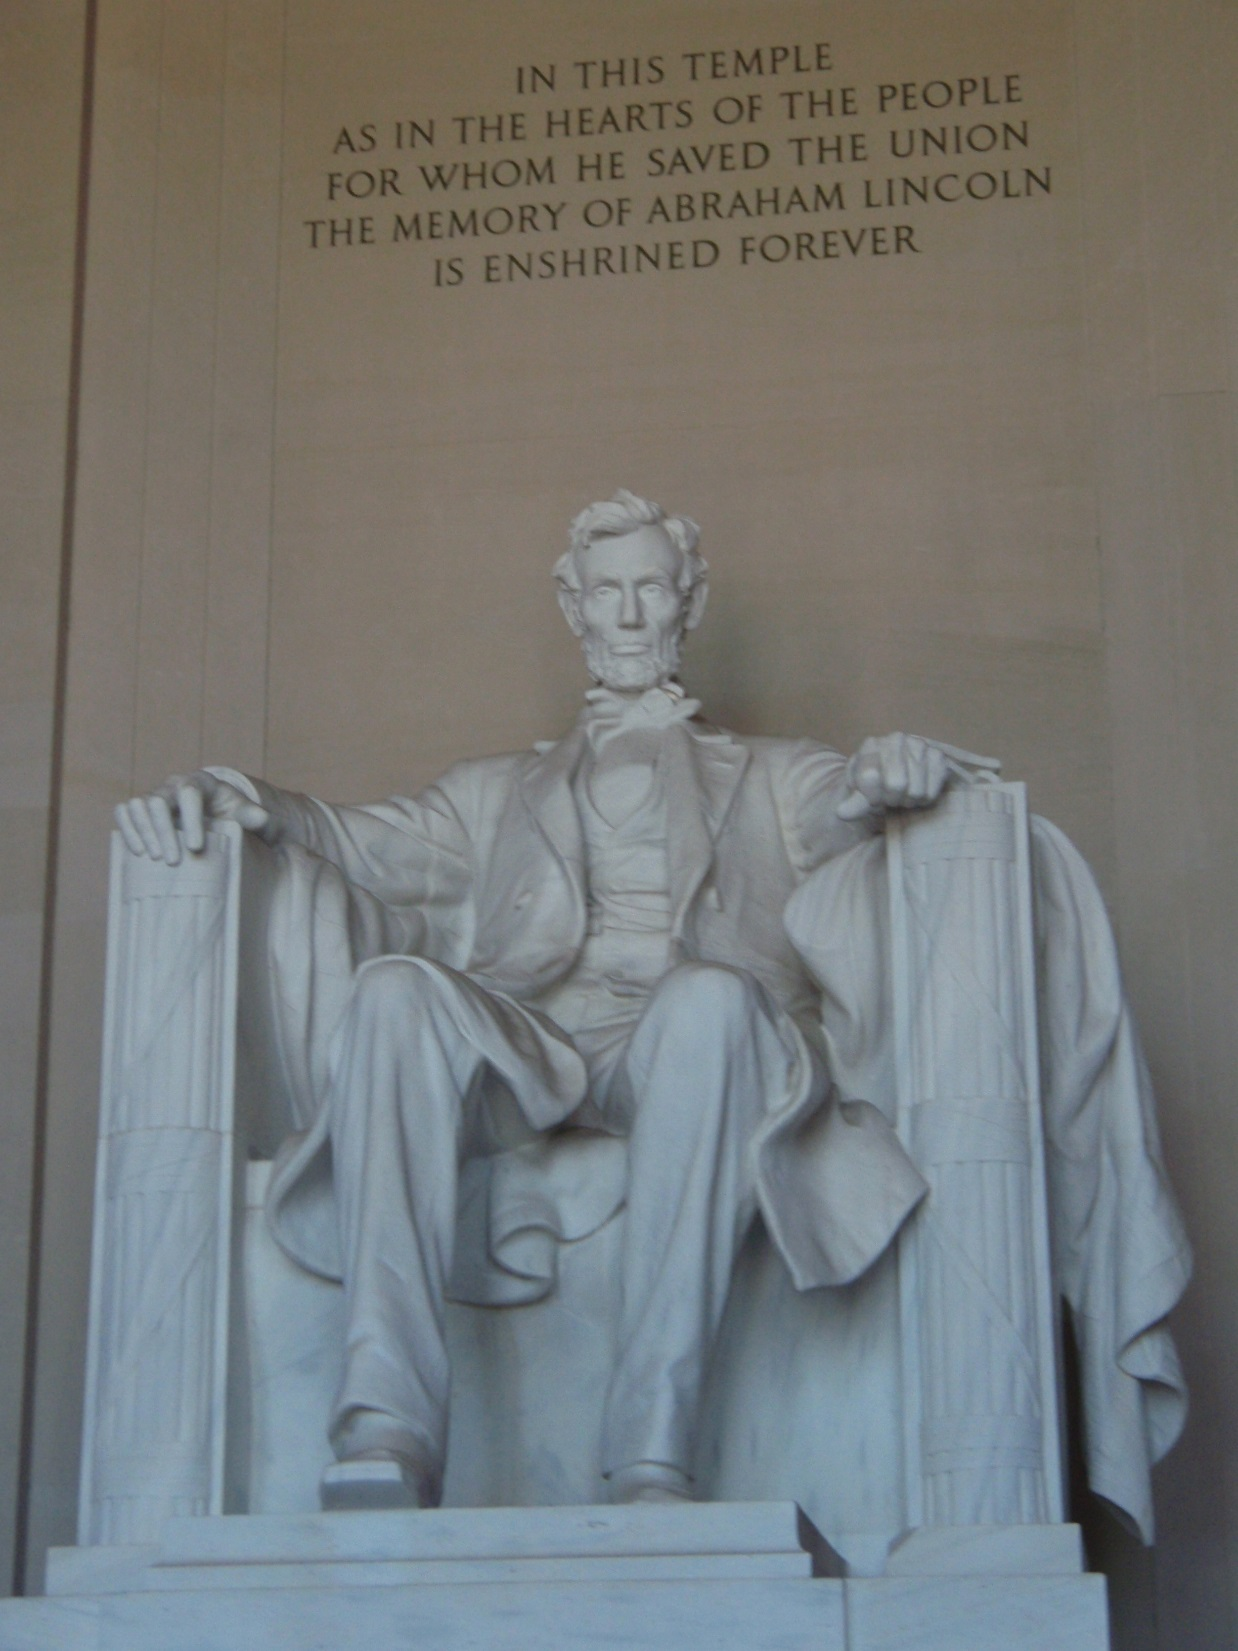 IN THIS TEMPLE
AS IN THE HEARTS OF THE PEOPLE
FOR WHOM HE SAVED THE UNION
THE MEMORY OF ABRAHAM LINCOLN
IS ENSHRINED FOREVER